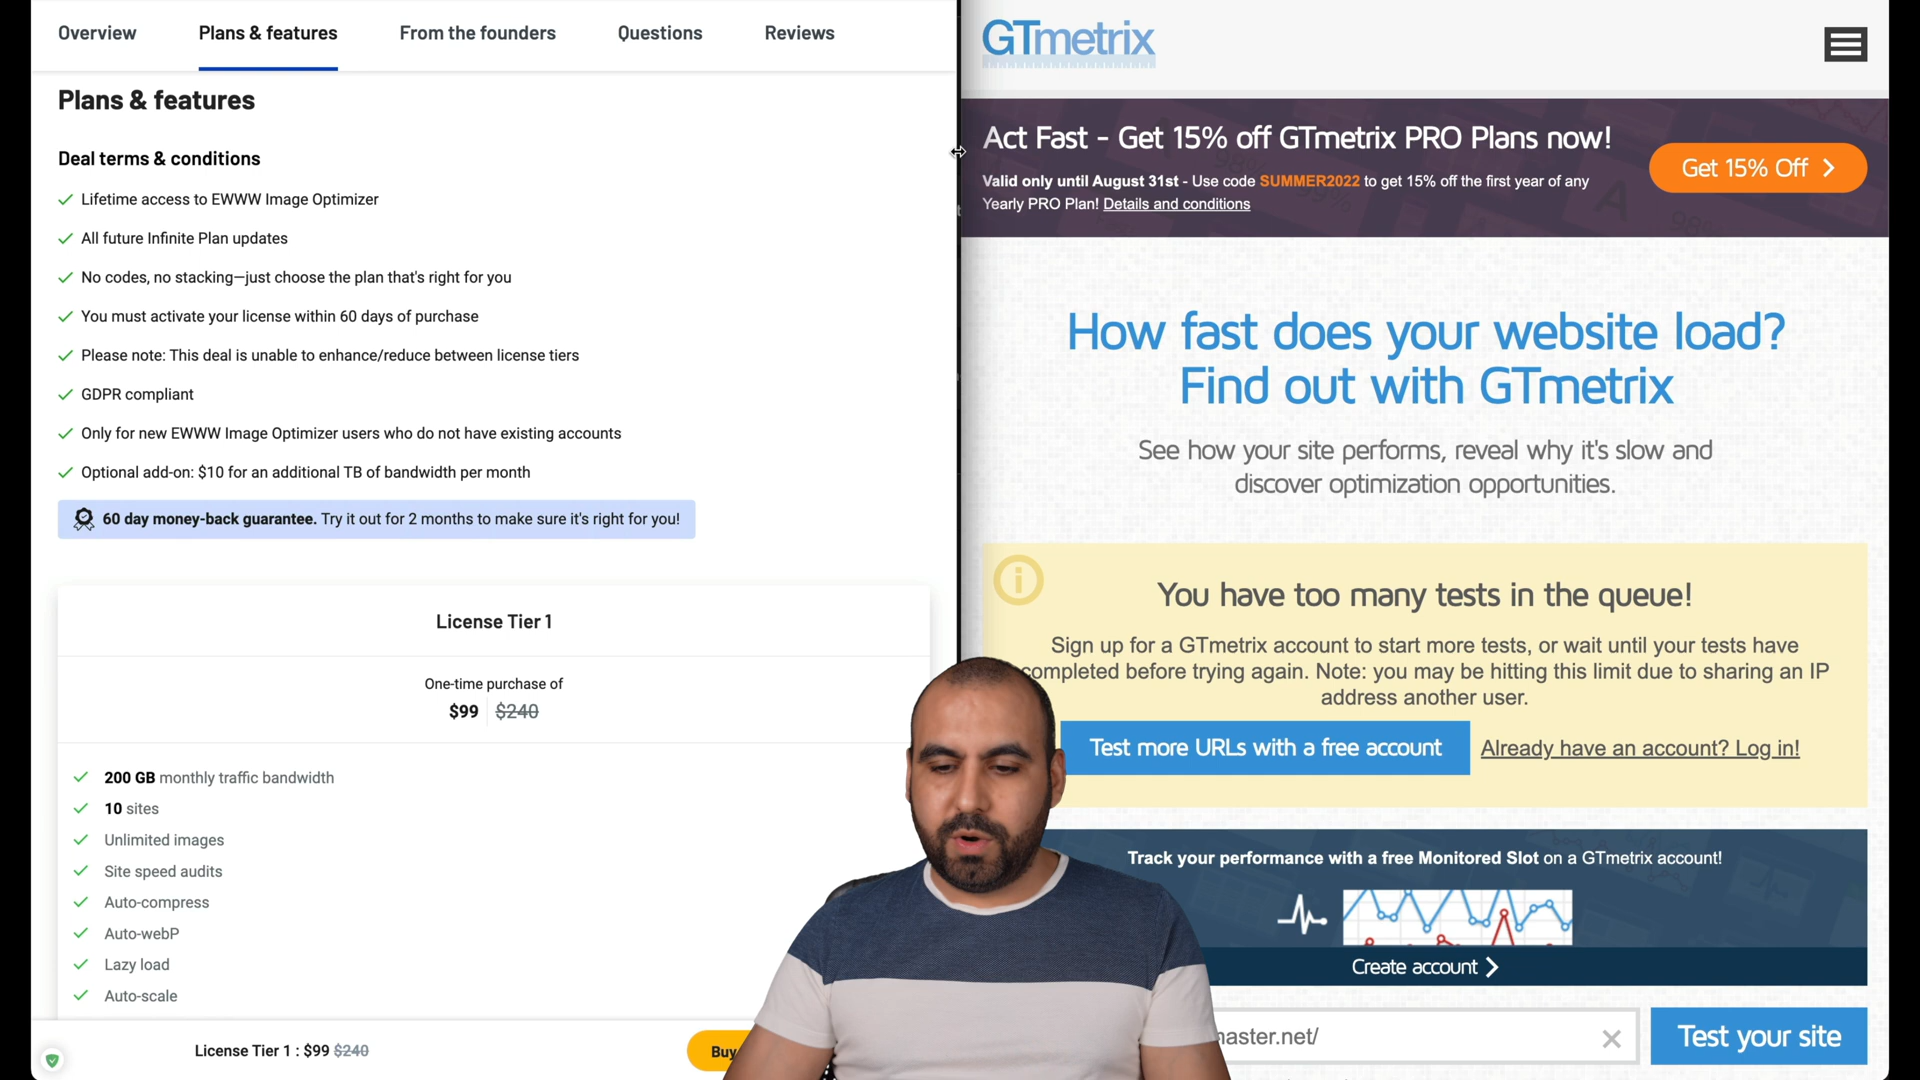 Overview
Plans & features
From the founders
Questions
Reviews
Plans & features
Deal terms & conditions
Lifetime access to EWWW Image Optimizer
All future Infinite Plan updates
No codes, no stacking—just choose the plan that's right for you
You must activate your license within 60 days of purchase
Please note: This deal is unable to enhance/reduce between license tiers
GDPR compliant
Only for new EWWW Image Optimizer users who do not have existing accounts
Optional add-on: $10 for an additional TB of bandwidth per month
60 day money-back guarantee. Try it out for 2 months to make sure it's right for you!
License Tier 1
One-time purchase of
$99 $240
200 GB monthly traffic bandwidth
10 sites
Unlimited images
Site speed audits
Auto-compress
Auto-webP
Lazy load
Auto-scale
License Tier 1 : $99 $240
Buy
GTmetrix
Act Fast - Get 15% off GTmetrix PRO Plans now!
Valid only until August 31st - Use code SUMMER2022 to get 15% off the first year of any
Yearly PRO Plan! Details and conditions
Get 15% Off
How fast does your website load?
Find out with GTmetrix
See how your site performs, reveal why it's slow and
discover optimization opportunities.
You have too many tests in the queue!
Sign up for a GTmetrix account to start more tests, or wait until your tests have
completed before trying again. Note: you may be hitting this limit due to sharing an IP
address another user.
Test more URLs with a free account
Already have an account? Log in!
Track your performance with a free Monitored Slot on a GTmetrix account!
Create account
master.net/
Test your site